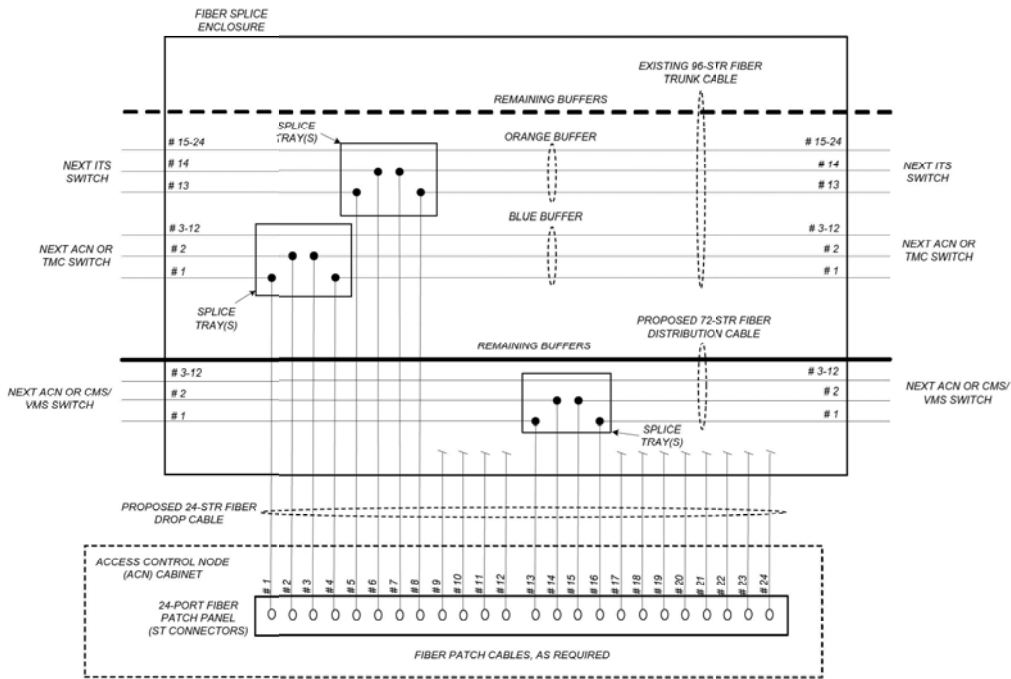 FIBER SPLICE
ENCLOSURE
EXISTING 96-STR FIBER
TRUNK CABLE
REMAINING BUFFERS
SPLICE
TRAY(S)
ORANGE BUFFER
# 15-24
# 15-24
NEXT ITS
SWITCH
# 14
# 14
NEXT ITS
SWITCH
# 13
# 13
BLUE BUFFER
# 3-12
# 3-12
NEXT ACN OR
TMC SWITCH
# 2
# 2
NEXT ACN OR
TMC SWITCH
# 1
# 1
SPLICE
TRAY(S)
PROPOSED 72-STR FIBER
DISTRIBUTION CABLE
REMAINING BUFFERS
# 3-12
# 3-12
NEXT ACN OR CMS/
VMS SWITCH
# 2
# 2
NEXT ACN OR CMS/
VMS SWITCH
# 1
# 1
SPLICE
TRAY(S)
PROPOSED 24-STR FIBER
DROP CABLE
ACCESS CONTROL NODE
(ACN) CABINET
# 1
# 2
# 3
# 4
# 5
# 6
# 7
# 8
# 9
# 10
# 11
# 12
# 13
# 14
# 15
# 16
# 17
# 18
# 19
# 20
# 21
# 22
# 23
# 24
24-PORT FIBER
PATCH PANEL
(ST CONNECTORS)
FIBER PATCH CABLES, AS REQUIRED